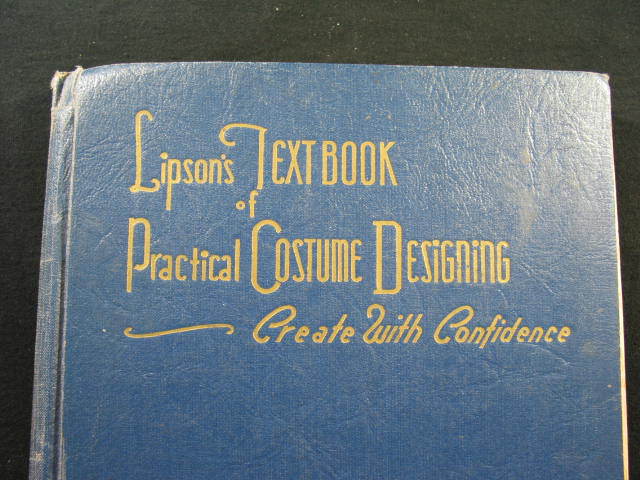 Lipson's TEXTBOOK
of
Practical COSTUME DESIGNING
Create With Confidence